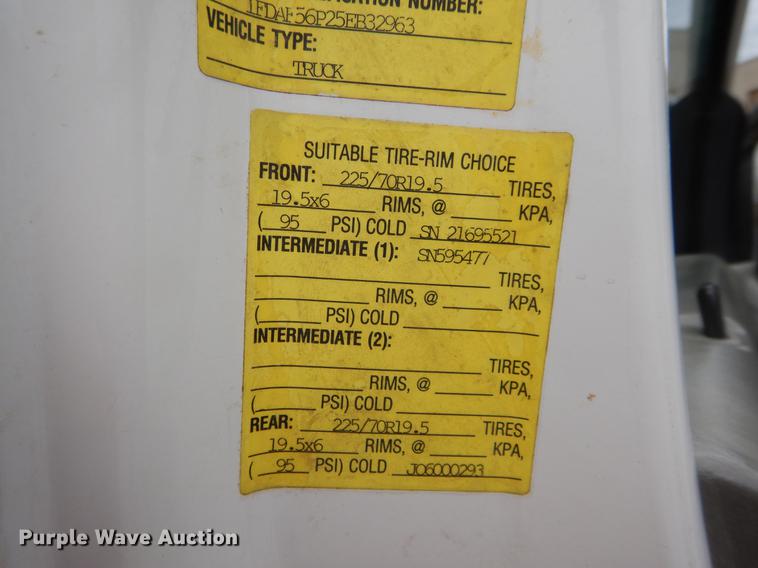 NUMBER:
1FDAF56P25EB32963
VEHICLE TYPE:
TRUCK
SUITABLE TIRE-RIM CHOICE
FRONT: 225/70R19.5 TIRES,
19.5x6 RIMS, @ KPA,
( 95 PSI) COLD SN 21695521
INTERMEDIATE (1): SN595477
TIRES,
RIMS, @ KPA,
( PSI) COLD
INTERMEDIATE (2):
TIRES,
RIMS, @ KPA,
( PSI) COLD
REAR: 225/70R19.5 TIRES,
19.5x6 RIMS, @ KPA,
( 95 PSI) COLD JO6000293
Purple Wave Auction